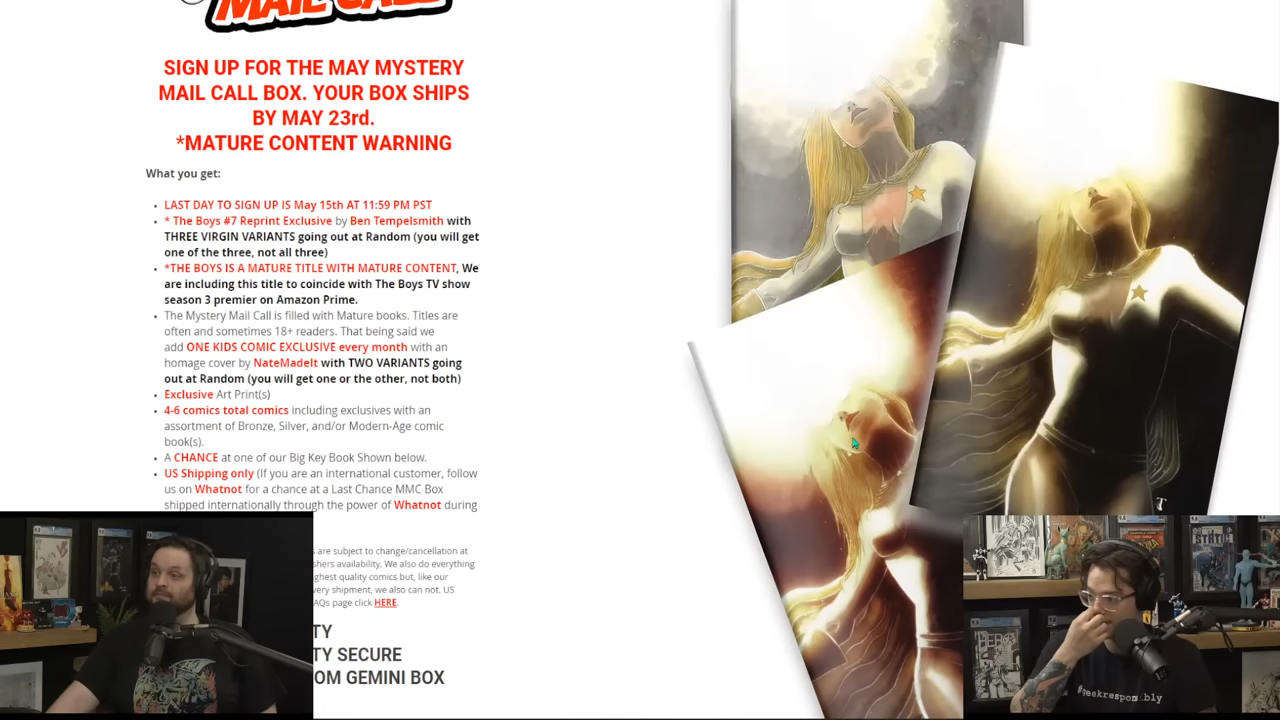 MAIL CALL
SIGN UP FOR THE MAY MYSTERY
MAIL CALL BOX. YOUR BOX SHIPS
BY MAY 23rd.
*MATURE CONTENT WARNING
What you get:
LAST DAY TO SIGN UP IS May 15th AT 11:59 PM PST
* The Boys #7 Reprint Exclusive by Ben Tempelsmith with
THREE VIRGIN VARIANTS going out at Random (you will get
one of the three, not all three)
*THE BOYS IS A MATURE TITLE WITH MATURE CONTENT, We
are including this title to coincide with The Boys TV show
season 3 premier on Amazon Prime.
The Mystery Mail Call is filled with Mature books. Titles are
often and sometimes 18+ readers. That being said we
add ONE KIDS COMIC EXCLUSIVE every month with an
homage cover by NateMadeIt with TWO VARIANTS going
out at Random (you will get one or the other, not both)
Exclusive Art Print(s)
4-6 comics total comics including exclusives with an
assortment of Bronze, Silver, and/or Modern-Age comic
book(s).
A CHANCE at one of our Big Key Book Shown below.
US Shipping only (If you are an international customer, follow
us on Whatnot for a chance at a Last Chance MMC Box
shipped internationally through the power of Whatnot during
are subject to change/cancellation at
shers availability. We also do everything
ghest quality comics but, like our
very shipment, we also can not. US
AQs page click HERE.
TY
TY SECURE
OM GEMINI BOX
#geekresponsibly